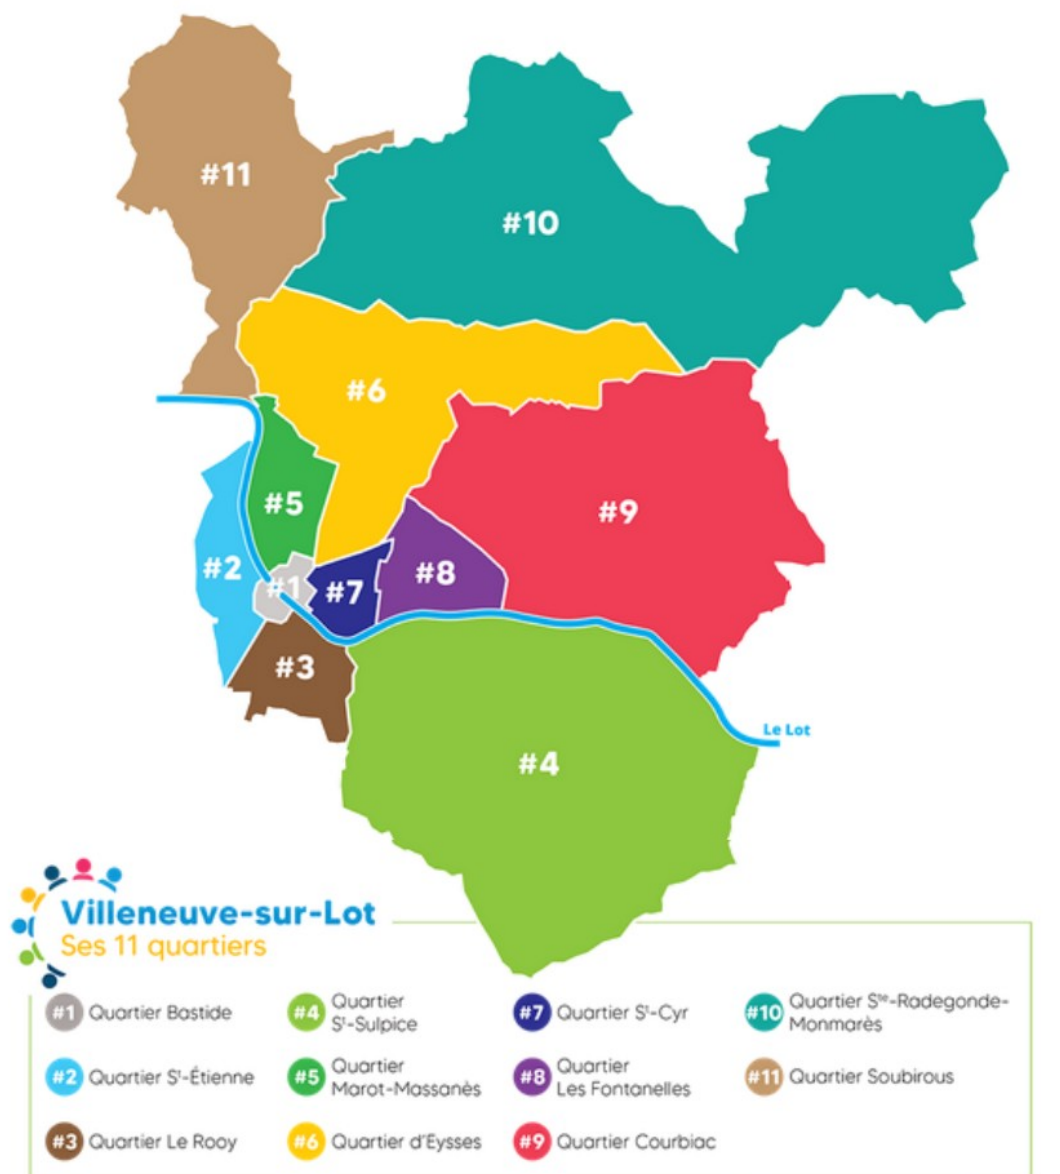 #11
#10
#6
#9
#5
#2
#8
#1
#7
#3
Le Lot
#4
Villeneuve-sur-Lot
Ses 11 quartiers
#1 Quartier Bastide
#2 Quartier Sᵗ-Étienne
#3 Quartier Le Rooy
#4 Quartier
Sᵗ-Sulpice
#5 Quartier
Marot-Massanès
#6 Quartier d'Eysses
#7 Quartier Sᵗ-Cyr
#8 Quartier
Les Fontanelles
#9 Quartier Courbiac
#10 Quartier Sᵗᵉ-Radegonde-
Monmarès
#11 Quartier Soubirous